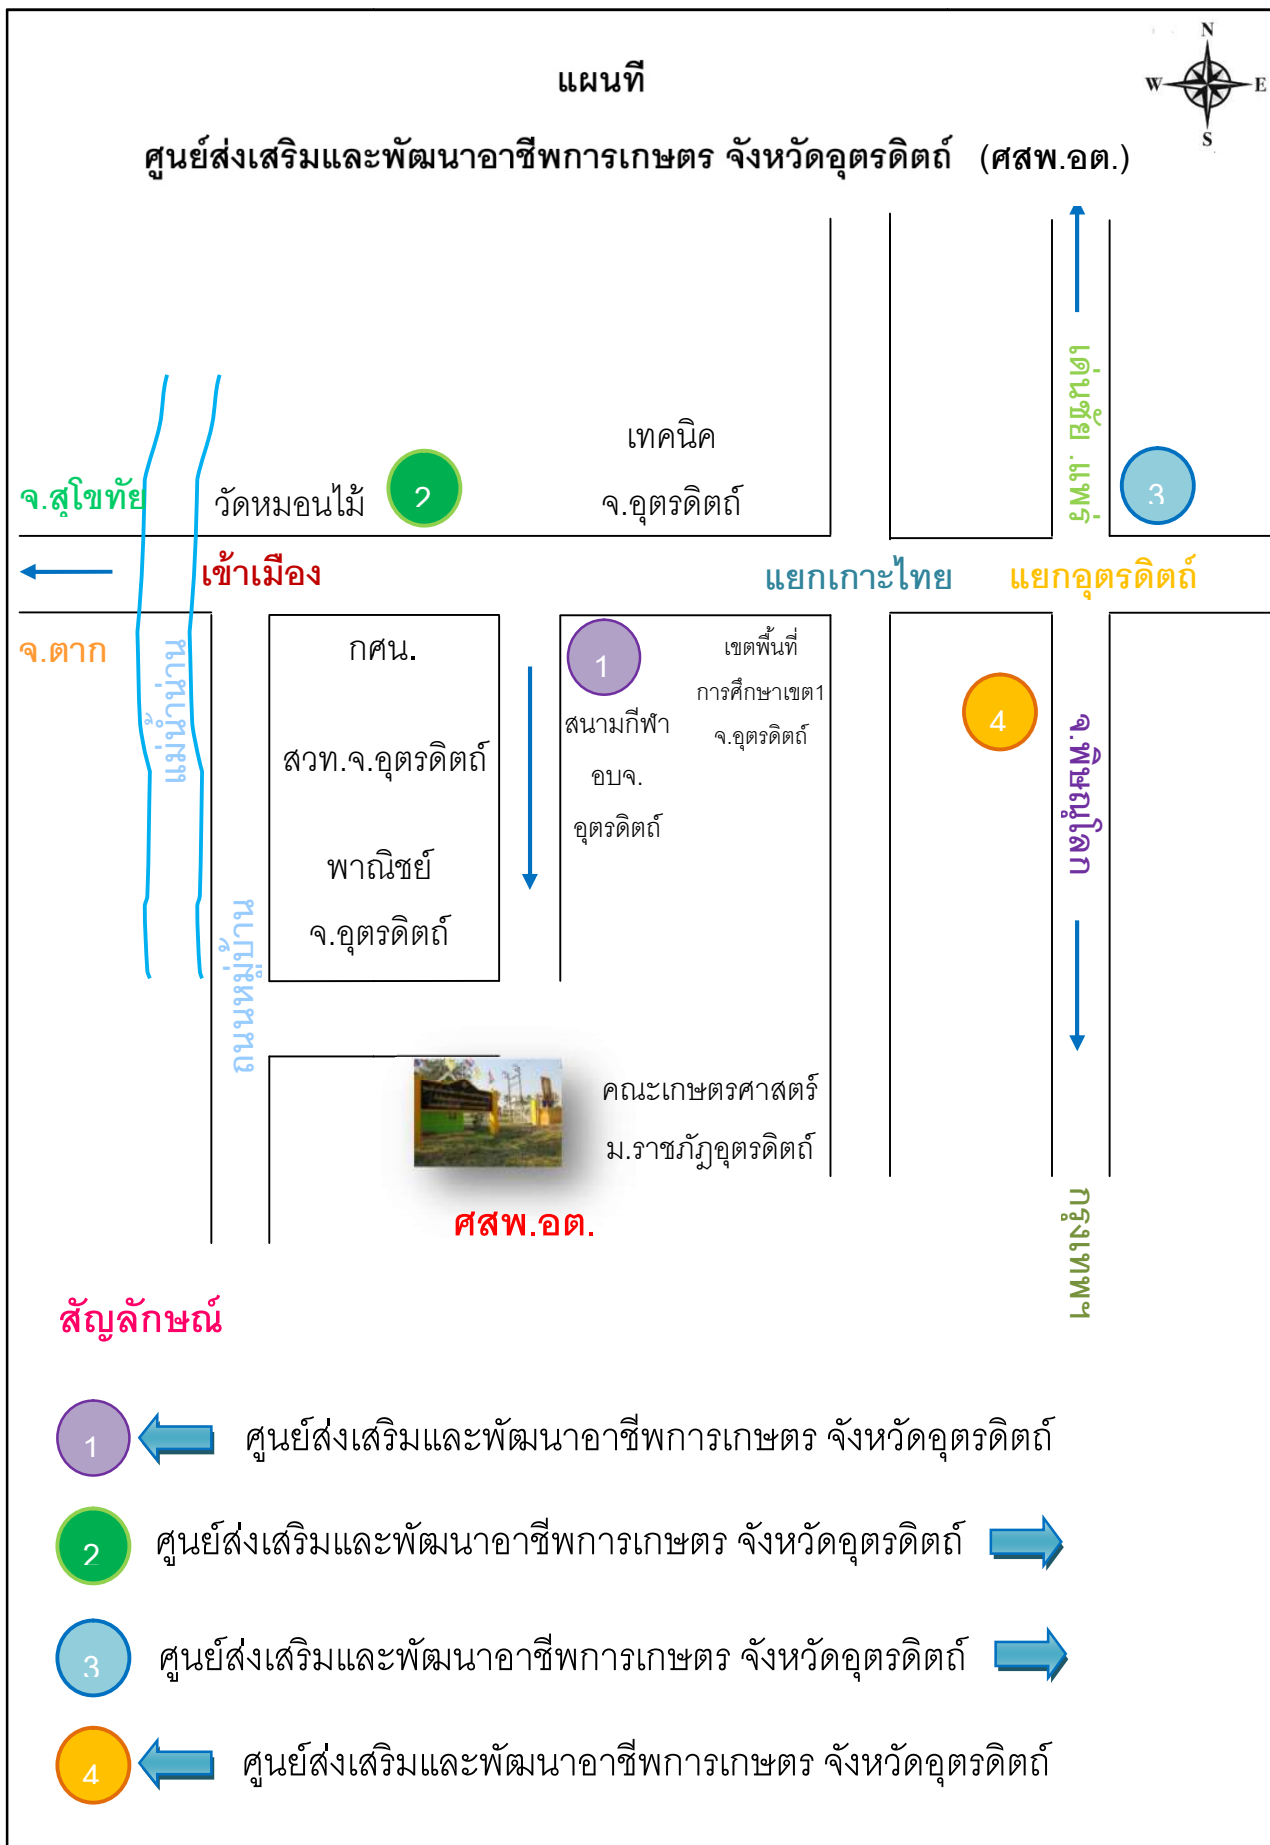 แผนที่
N
W E
S
ศูนย์ส่งเสริมและพัฒนาอาชีพการเกษตร จังหวัดอุตรดิตถ์ (ศสพ.อต.)
เด่นชัย .แพร่
เทคนิค
จ.อุตรดิตถ์
จ.สุโขทัย
วัดหมอนไม้
2
3
เข้าเมือง
แยกเกาะไทย
แยกอุตรดิตถ์
จ.ตาก
แม่น้ำน่าน
กศน.
สวท.จ.อุตรดิตถ์
พาณิชย์
จ.อุตรดิตถ์
1
สนามกีฬา
อบจ.
อุตรดิตถ์
เขตพื้นที่
การศึกษาเขต1
จ.อุตรดิตถ์
4
จ.พิษณุโลก
ถนนหมู่บ้าน
คณะเกษตรศาสตร์
ม.ราชภัฏอุตรดิตถ์
ศสพ.อต.
กรุงเทพฯ
สัญลักษณ์
1 ศูนย์ส่งเสริมและพัฒนาอาชีพการเกษตร จังหวัดอุตรดิตถ์
2 ศูนย์ส่งเสริมและพัฒนาอาชีพการเกษตร จังหวัดอุตรดิตถ์
3 ศูนย์ส่งเสริมและพัฒนาอาชีพการเกษตร จังหวัดอุตรดิตถ์
4 ศูนย์ส่งเสริมและพัฒนาอาชีพการเกษตร จังหวัดอุตรดิตถ์